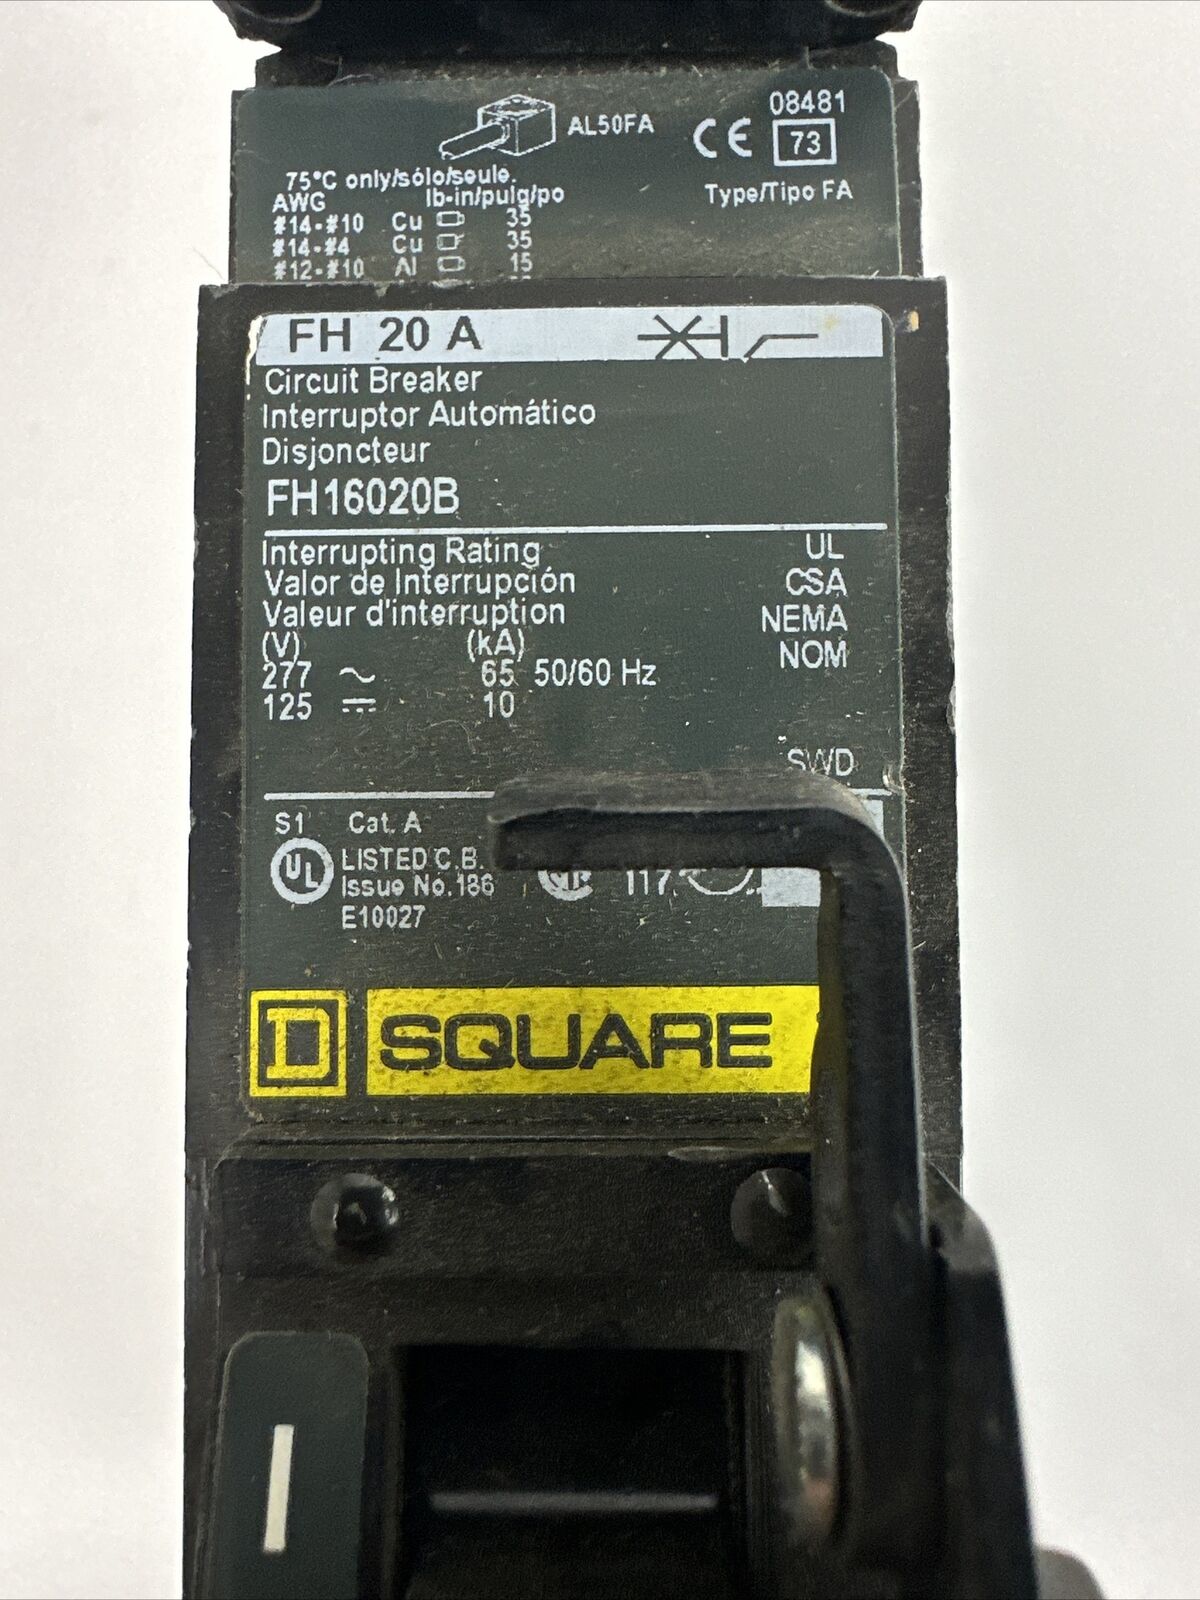 AL50FA
CE
08481
73
Type/Tipo FA
75°C only/sólo/seule.
AWG lb-in/pulg/po
#14-#10 Cu 35
#14-#4 Cu 35
#12-#10 Al 15
FH 20 A
Circuit Breaker
Interruptor Automático
Disjoncteur
FH16020B
Interrupting Rating
Valor de Interrupción
Valeur d'interruption
(V) (kA)
277 65 50/60 Hz
125 10
UL
CSA
NEMA
NOM
SWD
S1 Cat. A
UL LISTED C.B.
Issue No.186
E10027
117
D SQUARE